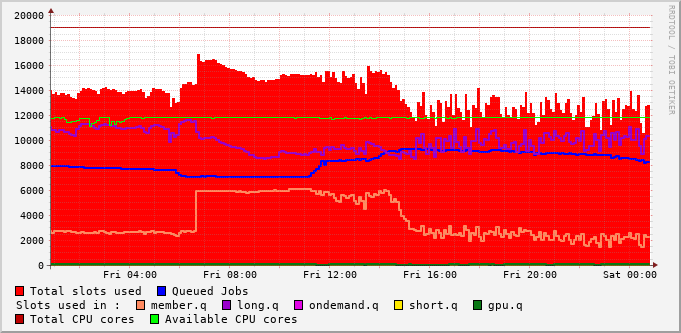 20000
18000
16000
14000
12000
10000
8000
6000
4000
2000
0
Fri 04:00 Fri 08:00 Fri 12:00 Fri 16:00 Fri 20:00 Sat 00:00
RRDTOOL / TOBI OETIKER
Total slots used Queued Jobs
Slots used in : member.q long.q ondemand.q short.q gpu.q
Total CPU cores Available CPU cores